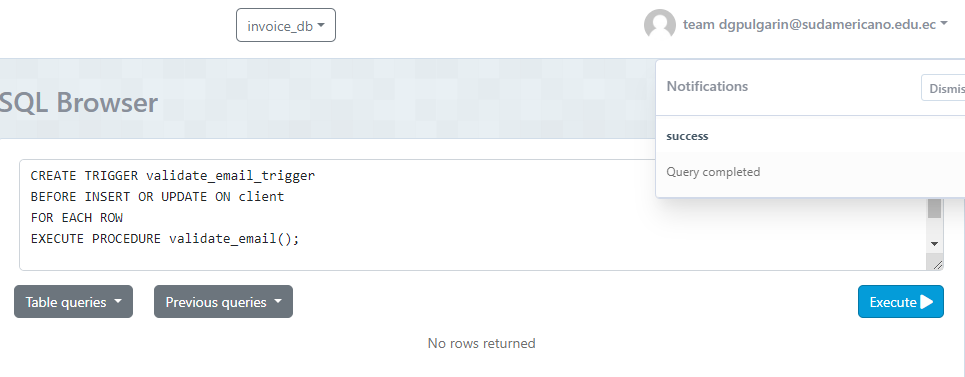 invoice_db
team dgpulgarin@sudamericano.edu.ec
SQL Browser
Notifications
Dismis
success
Query completed
CREATE TRIGGER validate_email_trigger
BEFORE INSERT OR UPDATE ON client
FOR EACH ROW
EXECUTE PROCEDURE validate_email();
Table queries
Previous queries
Execute
No rows returned